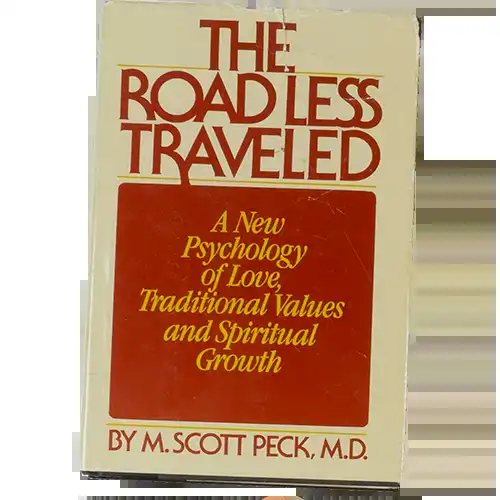 THE
ROAD LESS
TRAVELED
A New
Psychology
of Love,
Traditional Values
and Spiritual
Growth
BY M. SCOTT PECK, M.D.